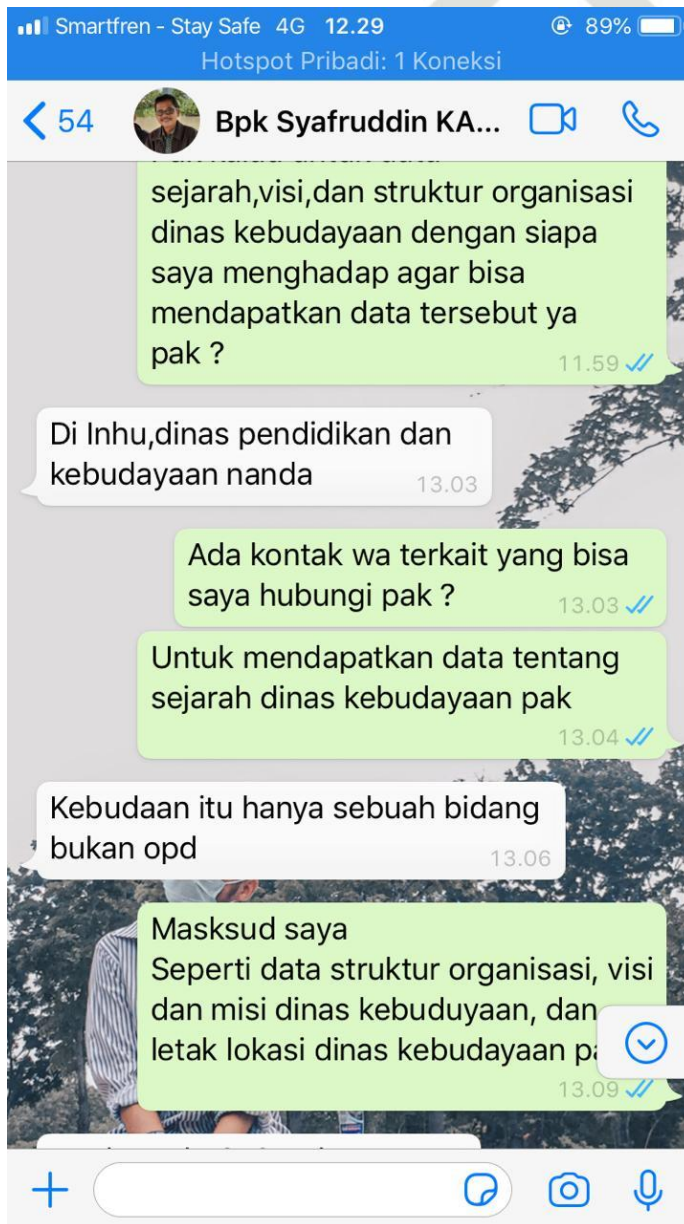 Smartfren - Stay Safe 4G 12.29 89%
Hotspot Pribadi: 1 Koneksi
54 Bpk Syafruddin KA...
sejarah,visi,dan struktur organisasi
dinas kebudayaan dengan siapa
saya menghadap agar bisa
mendapatkan data tersebut ya
pak ?
11.59
Di Inhu,dinas pendidikan dan
kebudayaan nanda
13.03
Ada kontak wa terkait yang bisa
saya hubungi pak ?
13.03
Untuk mendapatkan data tentang
sejarah dinas kebudayaan pak
13.04
Kebudaan itu hanya sebuah bidang
bukan opd
13.06
Masksud saya
Seperti data struktur organisasi, visi
dan misi dinas kebuduyaan, dan
letak lokasi dinas kebudayaan
13.09